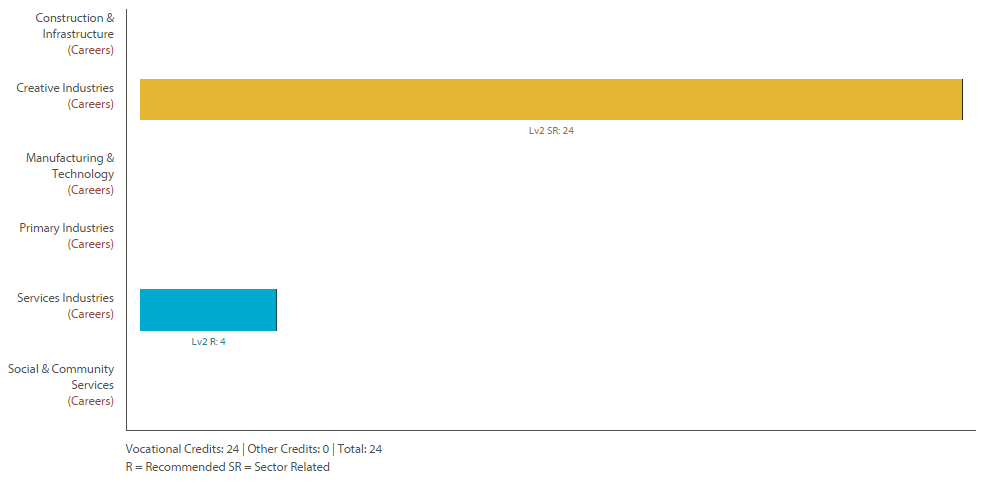 Construction &
Infrastructure
(Careers)
Creative Industries
(Careers)
Lv2 SR: 24
Manufacturing &
Technology
(Careers)
Primary Industries
(Careers)
Services Industries
(Careers)
Lv2 R: 4
Social & Community
Services
(Careers)
Vocational Credits: 24 | Other Credits: 0 | Total: 24
R = Recommended SR = Sector Related